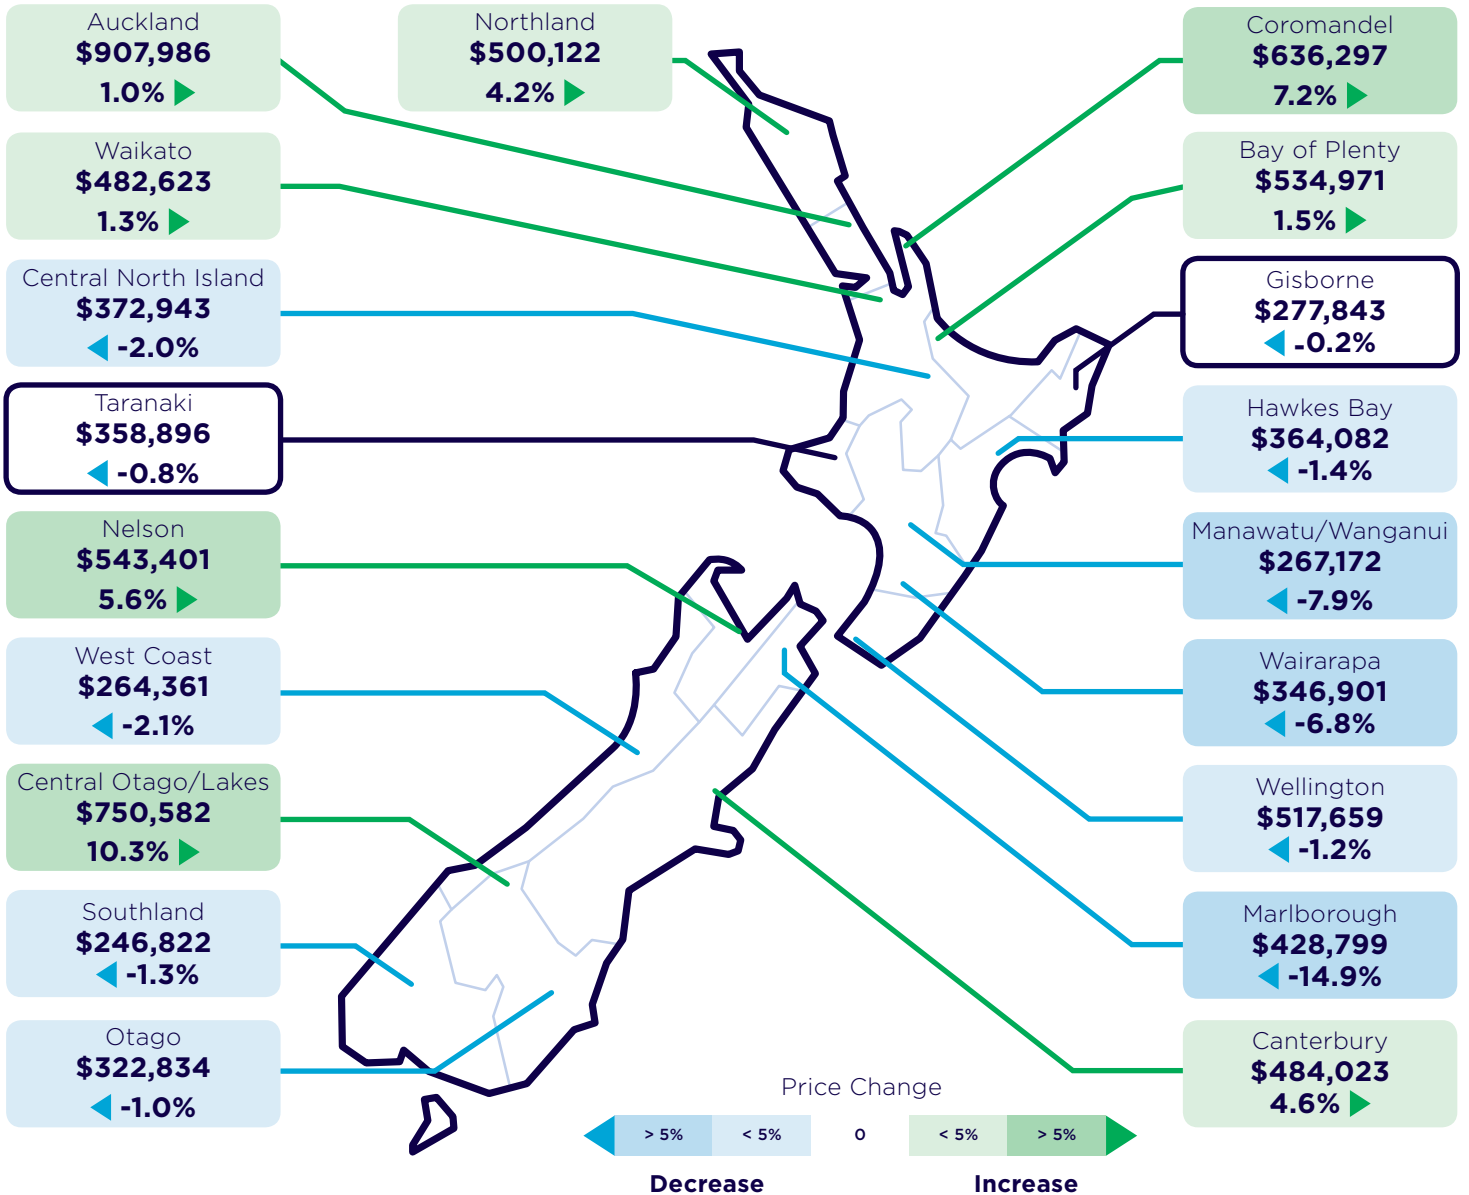 Auckland
$907,986
1.0%
Northland
$500,122
4.2%
Coromandel
$636,297
7.2%
Waikato
$482,623
1.3%
Bay of Plenty
$534,971
1.5%
Central North Island
$372,943
-2.0%
Gisborne
$277,843
-0.2%
Taranaki
$358,896
-0.8%
Hawkes Bay
$364,082
-1.4%
Nelson
$543,401
5.6%
Manawatu/Wanganui
$267,172
-7.9%
West Coast
$264,361
-2.1%
Wairarapa
$346,901
-6.8%
Central Otago/Lakes
$750,582
10.3%
Wellington
$517,659
-1.2%
Southland
$246,822
-1.3%
Marlborough
$428,799
-14.9%
Otago
$322,834
-1.0%
Canterbury
$484,023
4.6%
Price Change
> 5% < 5% 0 < 5% > 5%
Decrease Increase